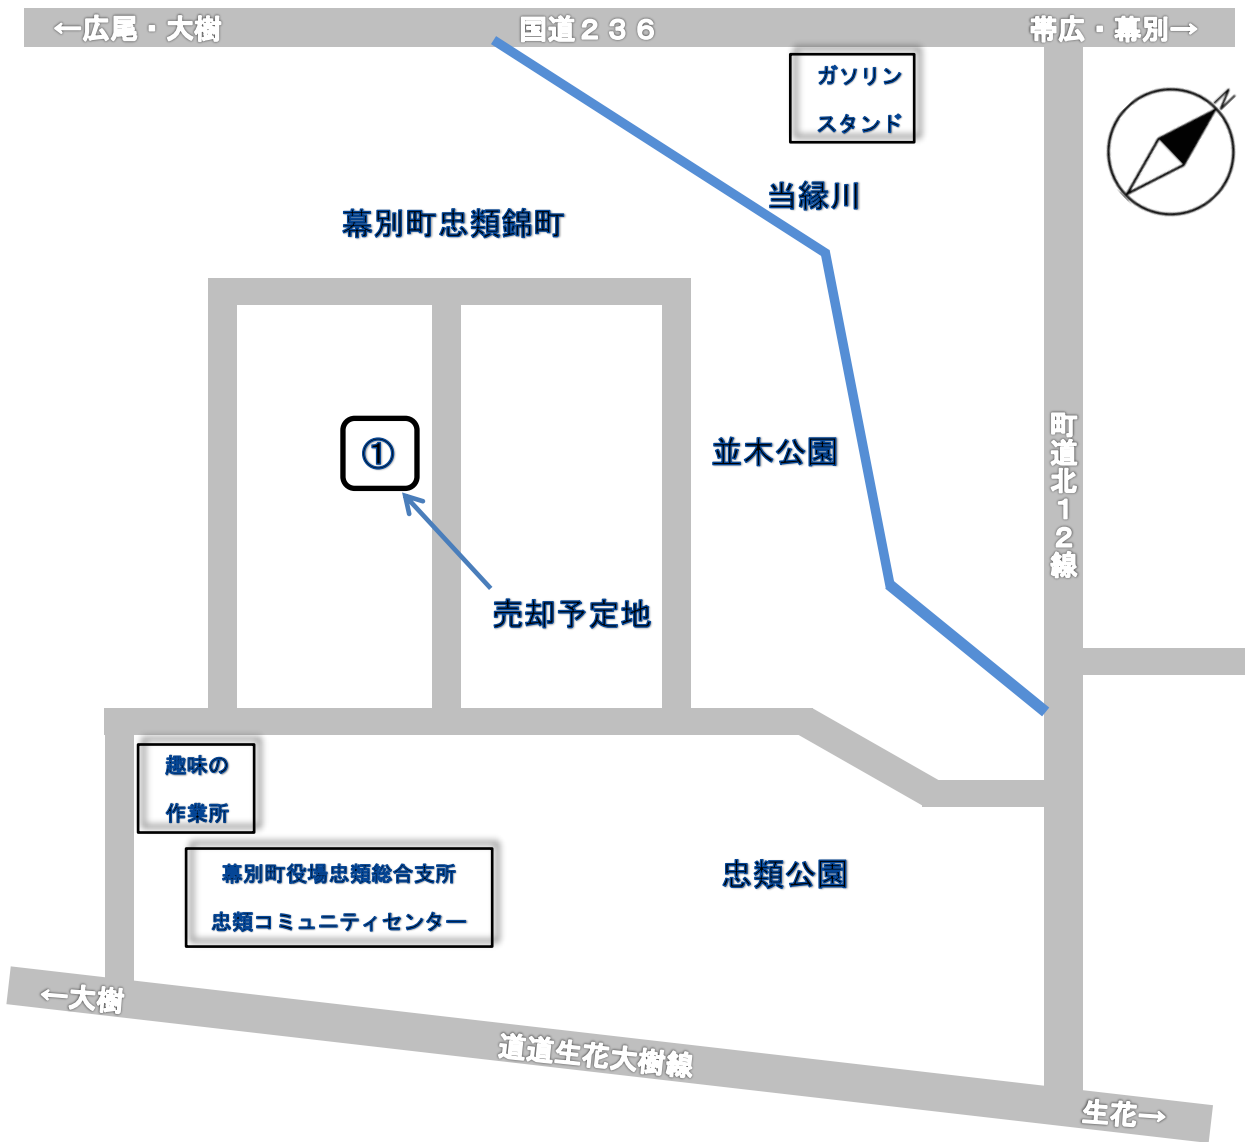 ←広尾・大樹
国道２３６
帯広・幕別→
ガソリン
スタンド
N
当縁川
幕別町忠類錦町
①
並木公園
町道北１２線
売却予定地
趣味の
作業所
幕別町役場忠類総合支所
忠類コミュニティセンター
忠類公園
←大樹
道道生花大樹線
生花→